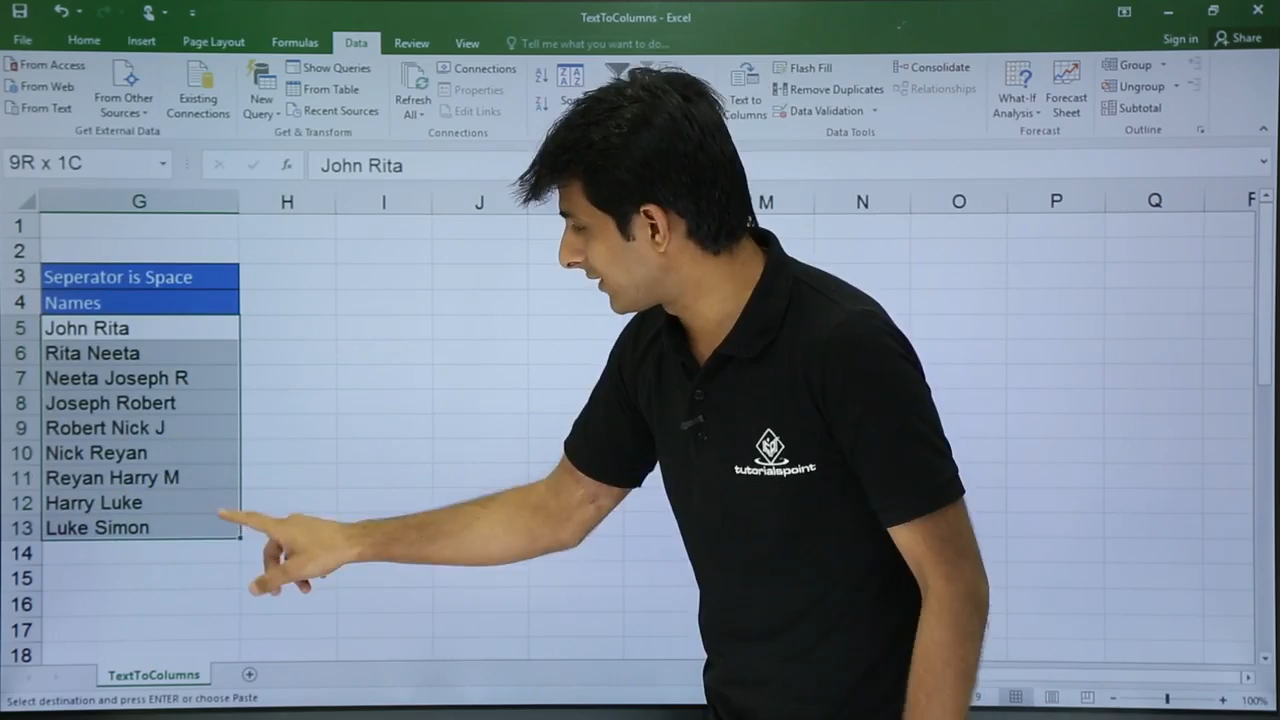 TextToColumns - Excel
File Home Insert Page Layout Formulas Data Review View Tell me what you want to do... Sign in Share
From Access
From Web
From Text
From Other
Sources
Existing
Connections
Get External Data
New
Query
Show Queries
From Table
Recent Sources
Get & Transform
Refresh
All
Connections
Properties
Edit Links
Connections
Text to
Columns
Flash Fill
Remove Duplicates
Data Validation
Consolidate
Relationships
Data Tools
What-If
Analysis
Forecast
Sheet
Forecast
Group
Ungroup
Subtotal
Outline
9R x 1C fx John Rita
G H I J M N O P Q
1
2
3 Seperator is Space
4 Names
5 John Rita
6 Rita Neeta
7 Neeta Joseph R
8 Joseph Robert
9 Robert Nick J
10 Nick Reyan
11 Reyan Harry M
12 Harry Luke
13 Luke Simon
14
15
16
17
18
tutorialspoint
TextToColumns
Select destination and press ENTER or choose Paste
100%